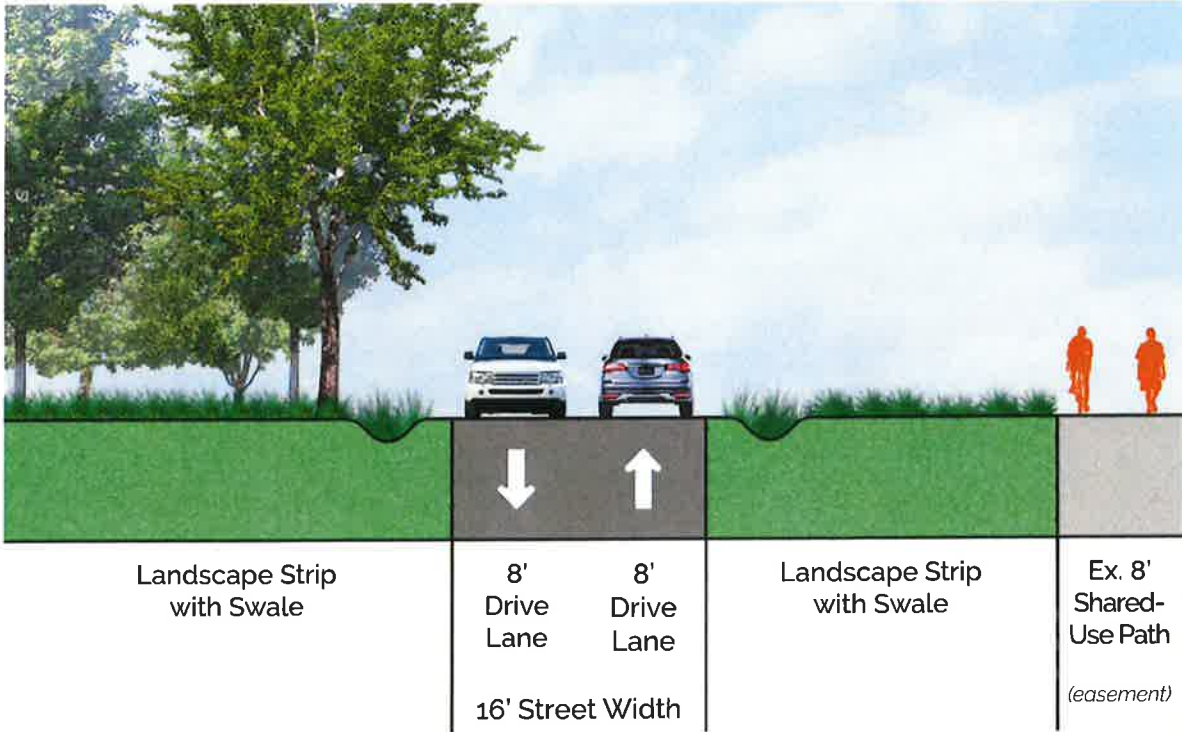 Landscape Strip
with Swale
8'
Drive
Lane
8'
Drive
Lane
16' Street Width
Landscape Strip
with Swale
Ex. 8'
Shared-
Use Path
(easement)